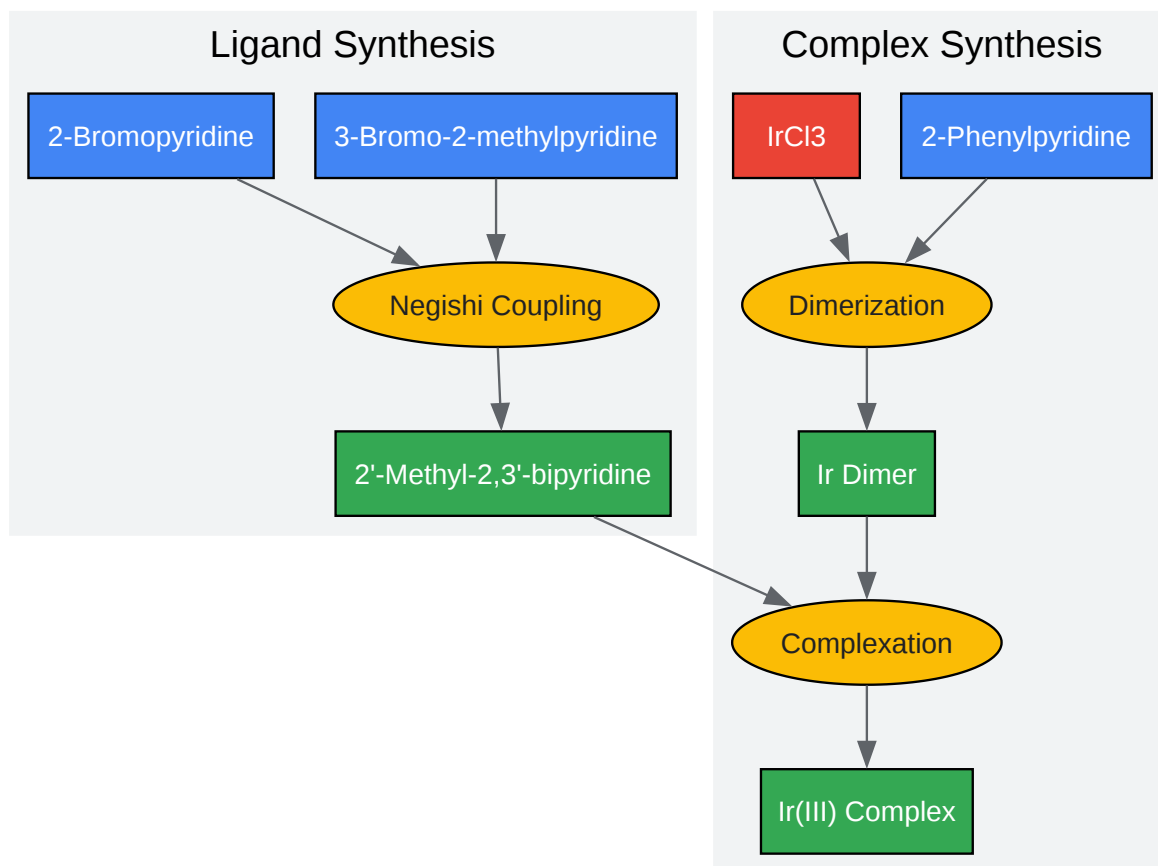 Ligand Synthesis
Complex Synthesis
2-Bromopyridine
3-Bromo-2-methylpyridine
IrCl3
2-Phenylpyridine
Negishi Coupling
Dimerization
2'-Methyl-2,3'-bipyridine
Ir Dimer
Complexation
Ir(III) Complex